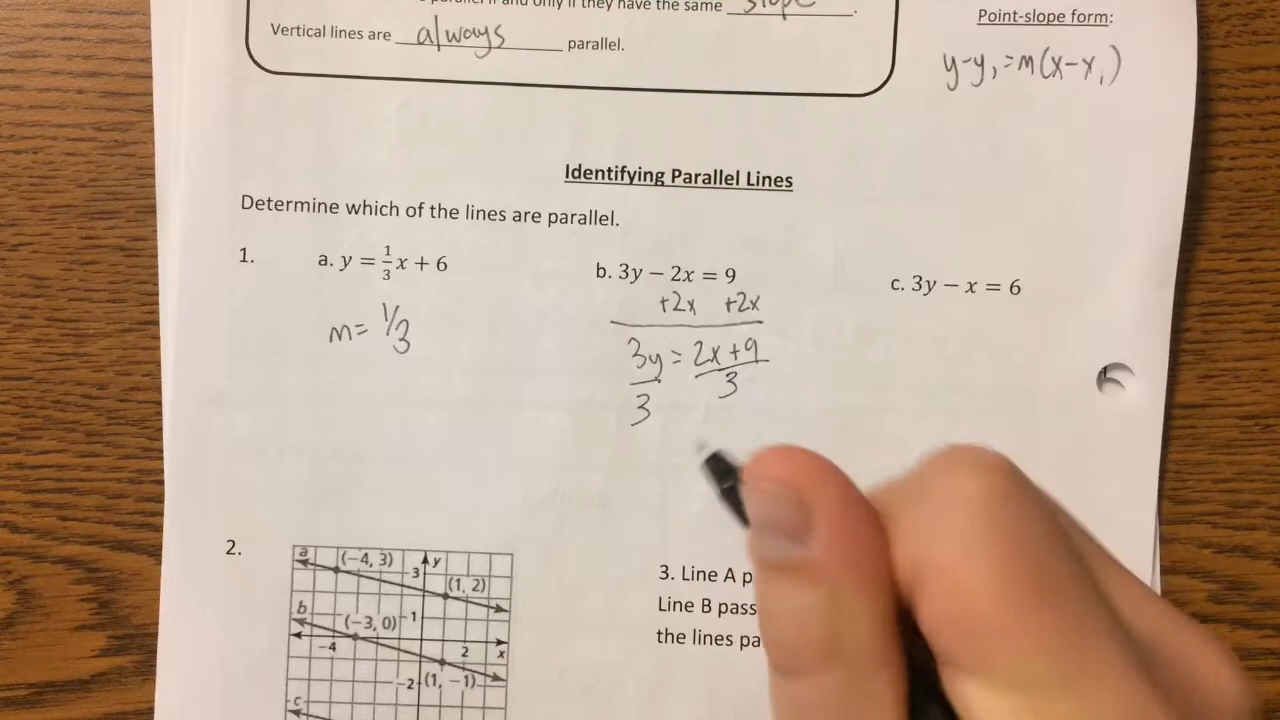 parallel if and only if they have the same slope.
Vertical lines are always parallel.
Point-slope form:
y-y₁=m(x-x₁)
Identifying Parallel Lines
Determine which of the lines are parallel.
1. a. y = 1/3 x + 6
m= 1/3
b. 3y − 2x = 9
+2x +2x
3y = 2x+9
3 3
c. 3y − x = 6
2.
a (−4, 3) 3 y
(1, 2)
b (−3, 0) 1
−4 2 x
−2 (1, −1)
c
3. Line A p
Line B pass
the lines pa